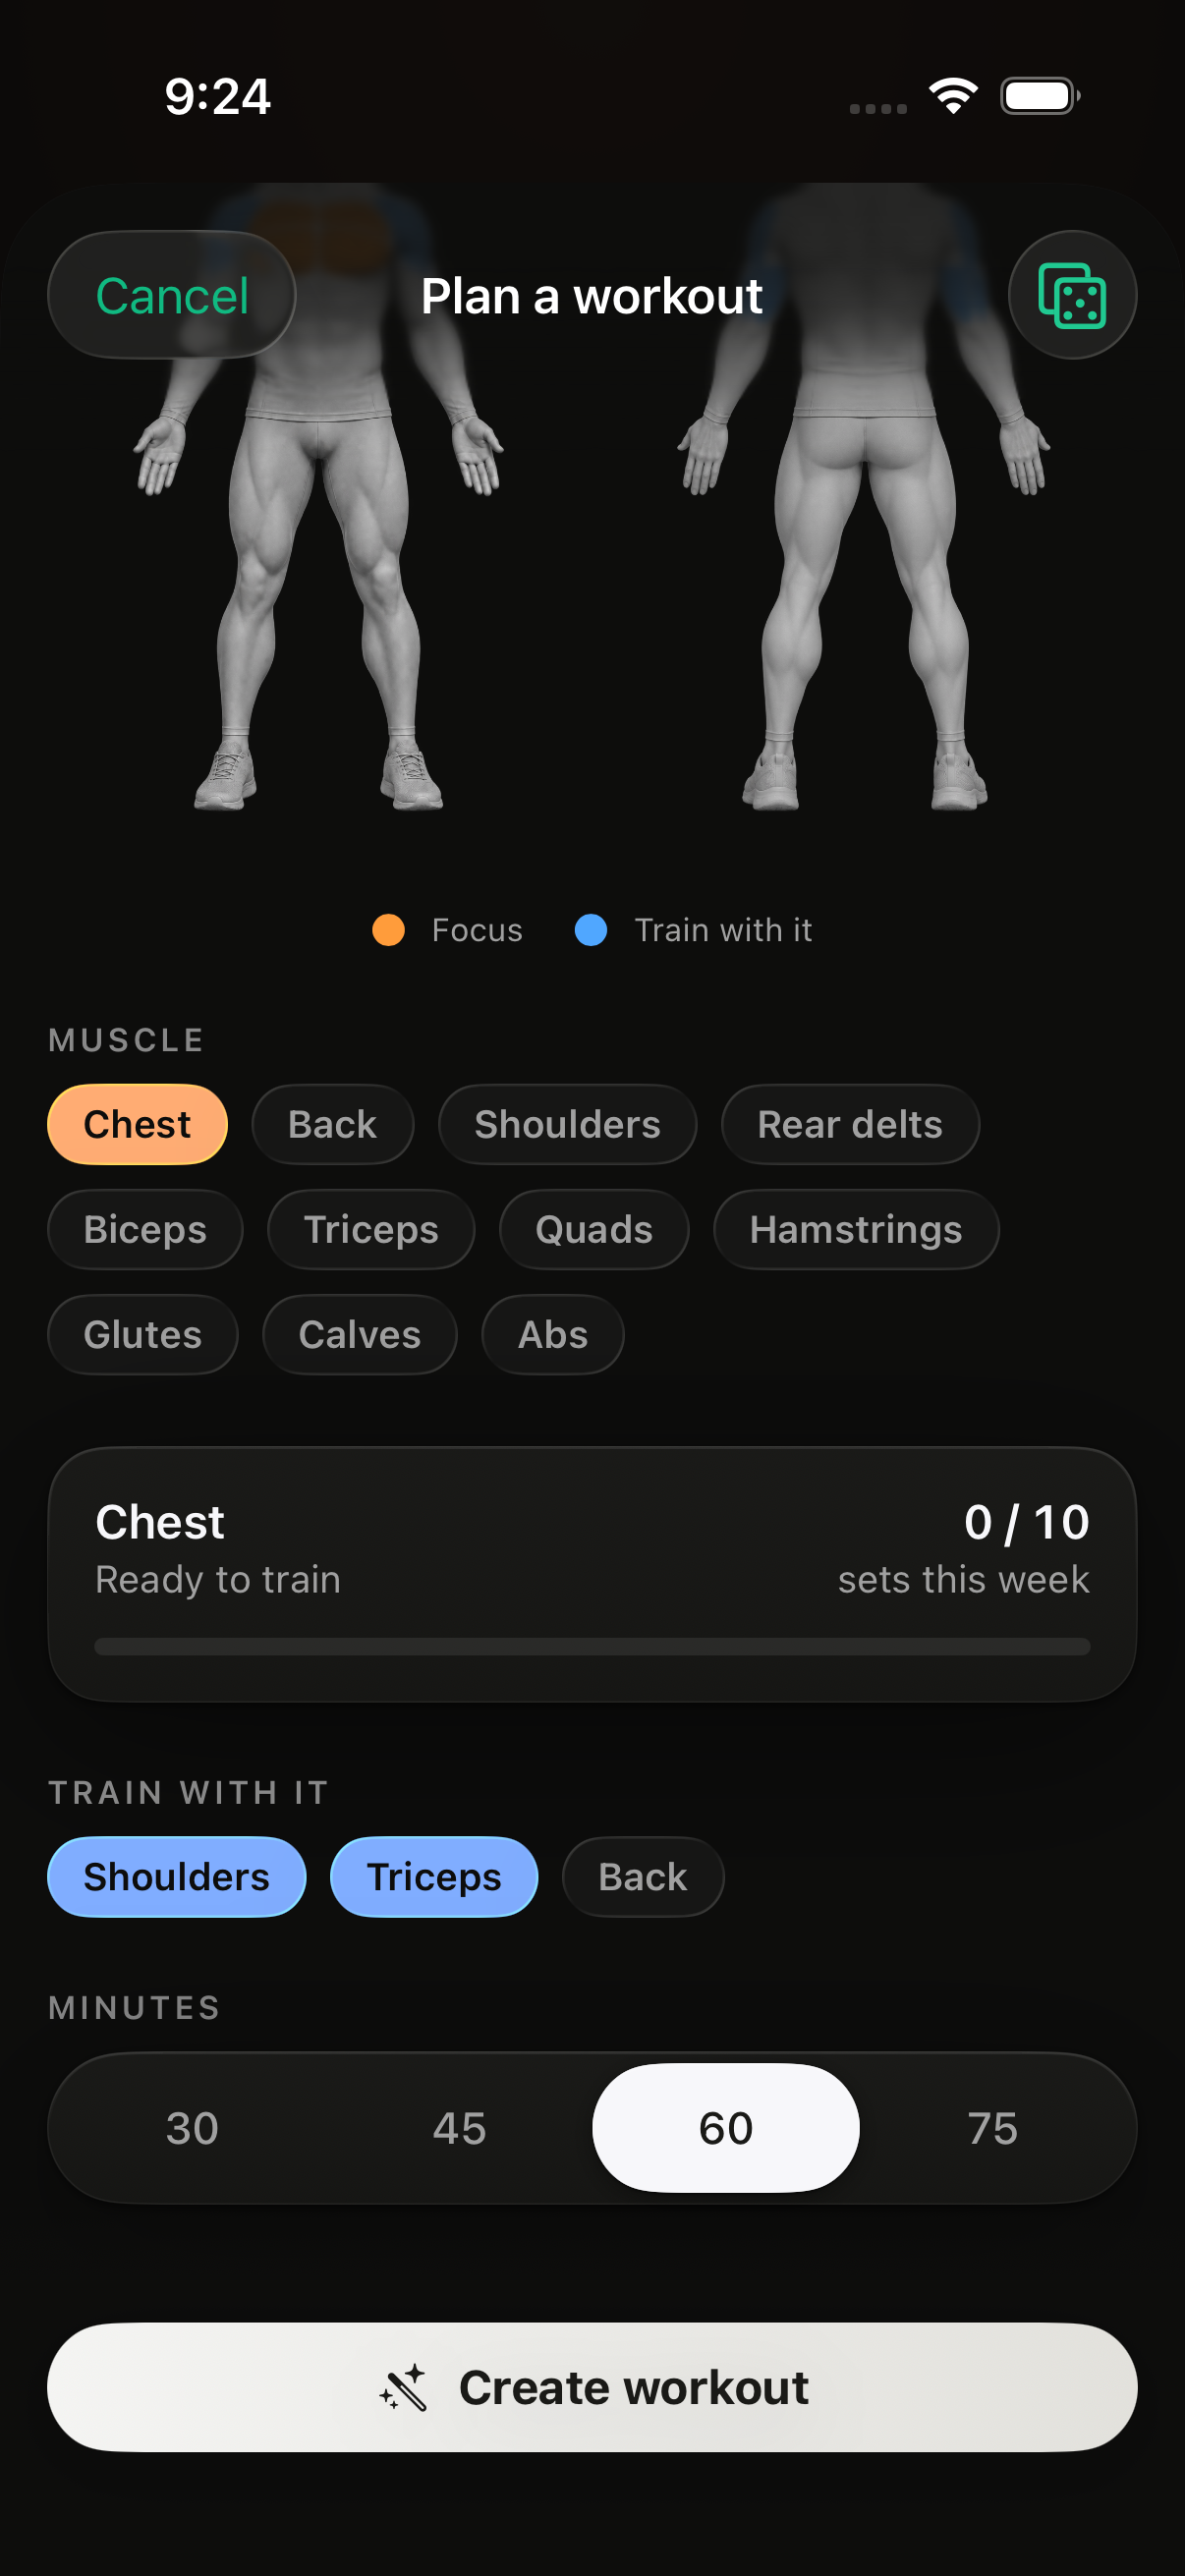 9:24
Cancel Plan a workout
Focus Train with it
MUSCLE
Chest Back Shoulders Rear delts
Biceps Triceps Quads Hamstrings
Glutes Calves Abs
Chest 0 / 10
Ready to train sets this week
TRAIN WITH IT
Shoulders Triceps Back
MINUTES
30 45 60 75
Create workout